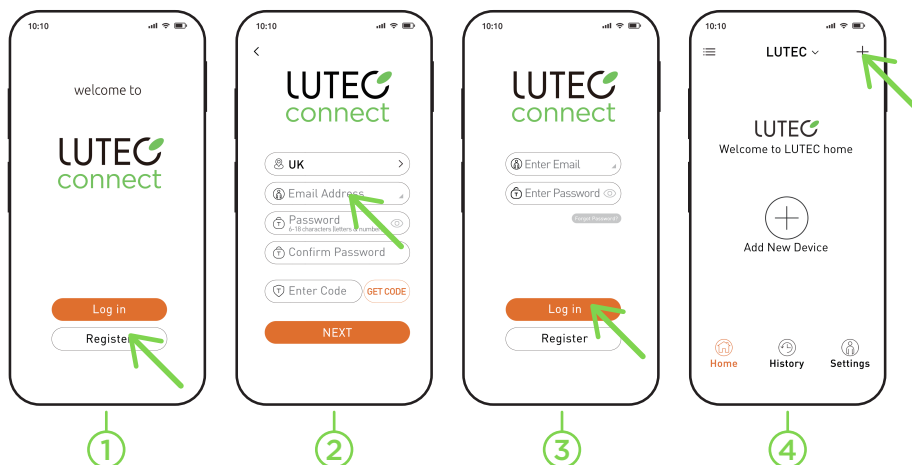 10:10
welcome to
LUTEC
connect
Log in
Register
1
10:10
LUTEC
connect
UK
Email Address
Password
6-18 characters (letters & number)
Confirm Password
Enter Code
GET CODE
NEXT
2
10:10
LUTEC
connect
Enter Email
Enter Password
Forgot Password?
Log in
Register
3
10:10
LUTEC
LUTEC
Welcome to LUTEC home
Add New Device
Home History Settings
4